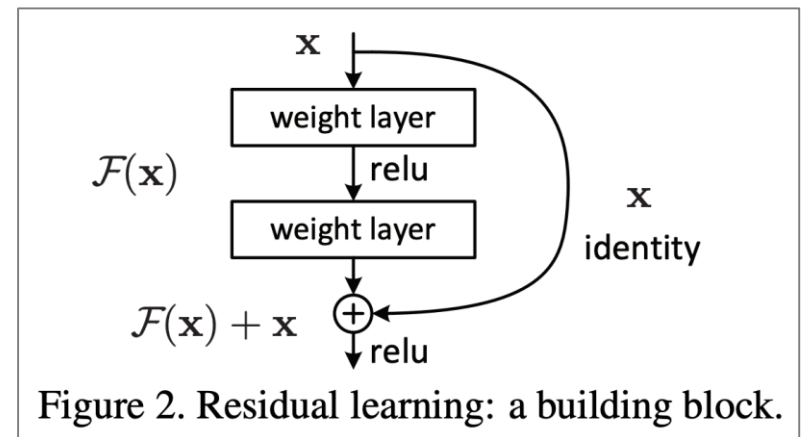 x
weight layer
F(x)
relu
x
weight layer
identity
F(x) + x
+
relu
Figure 2. Residual learning: a building block.